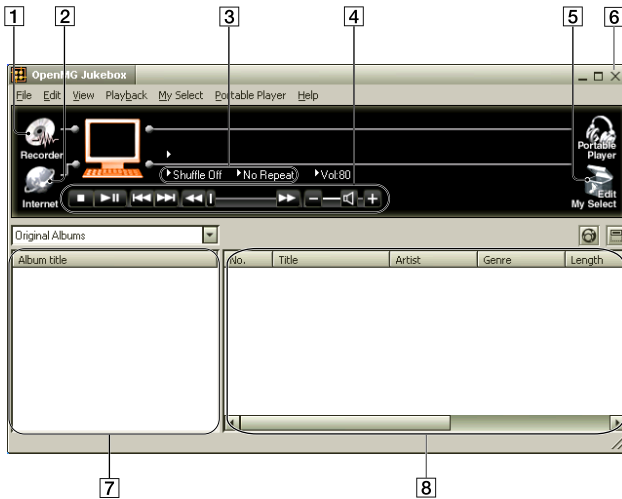 1 2 3 4 5 6
OpenMG Jukebox
File Edit View Playback My Select Portable Player Help
Recorder
Portable
Player
Shuffle Off No Repeat Vol:80
Internet
Edit
My Select
Original Albums
Album title No. Title Artist Genre Length
7 8